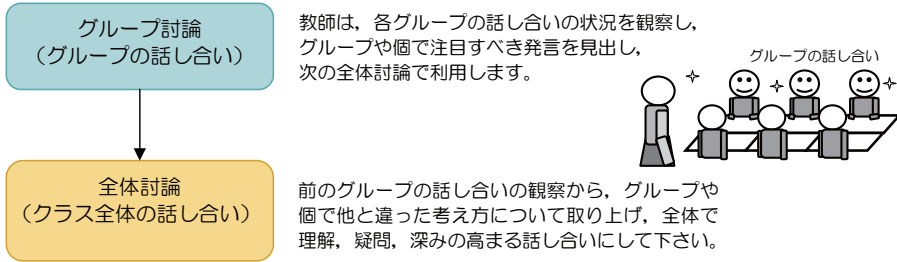 グループ討論
（グループの話し合い）
教師は，各グループの話し合いの状況を観察し，
グループや個で注目すべき発言を見出し，
次の全体討論で利用します。
グループの話し合い
全体討論
（クラス全体の話し合い）
前のグループの話し合いの観察から，グループや
個で他と違った考え方について取り上げ，全体で
理解，疑問，深みの高まる話し合いにして下さい。